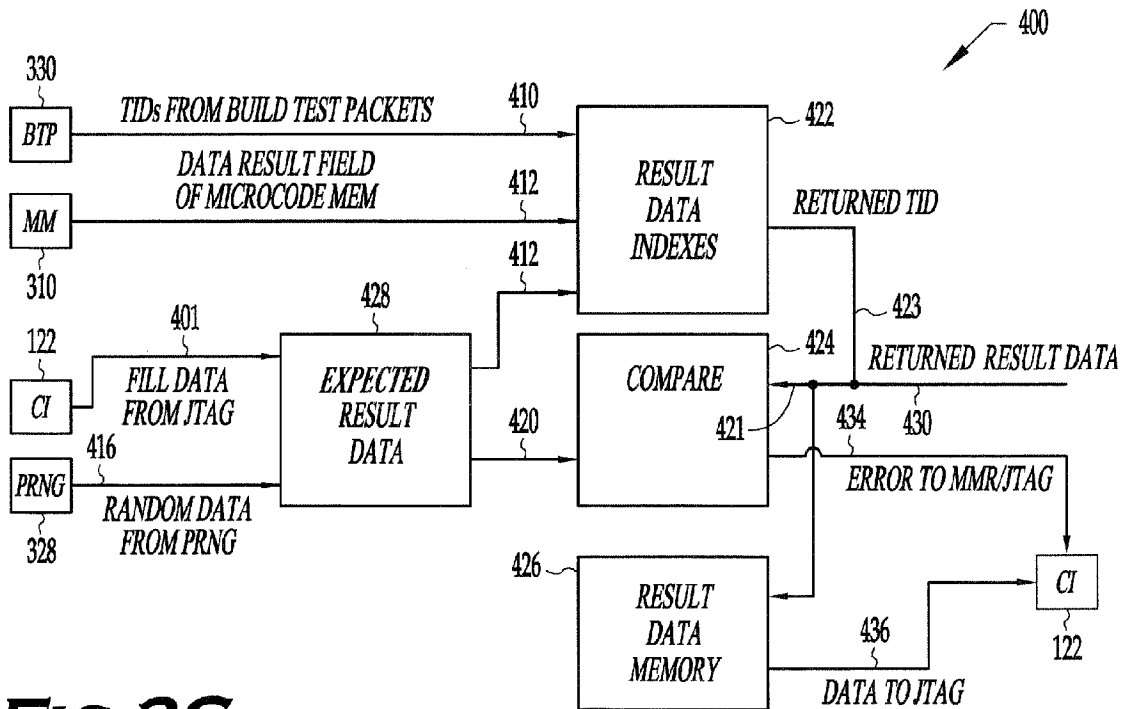 400
330
BTP
TIDs FROM BUILD TEST PACKETS
410
422
DATA RESULT FIELD
OF MICROCODE MEM
412
MM
310
RESULT
DATA
INDEXES
RETURNED TID
412
428
423
122
401
CI
FILL DATA
FROM JTAG
EXPECTED
RESULT
DATA
424
COMPARE
RETURNED RESULT DATA
421
430
420
434
416
PRNG
328
RANDOM DATA
FROM PRNG
ERROR TO MMR/JTAG
426
RESULT
DATA
MEMORY
CI
122
436
DATA TO JTAG